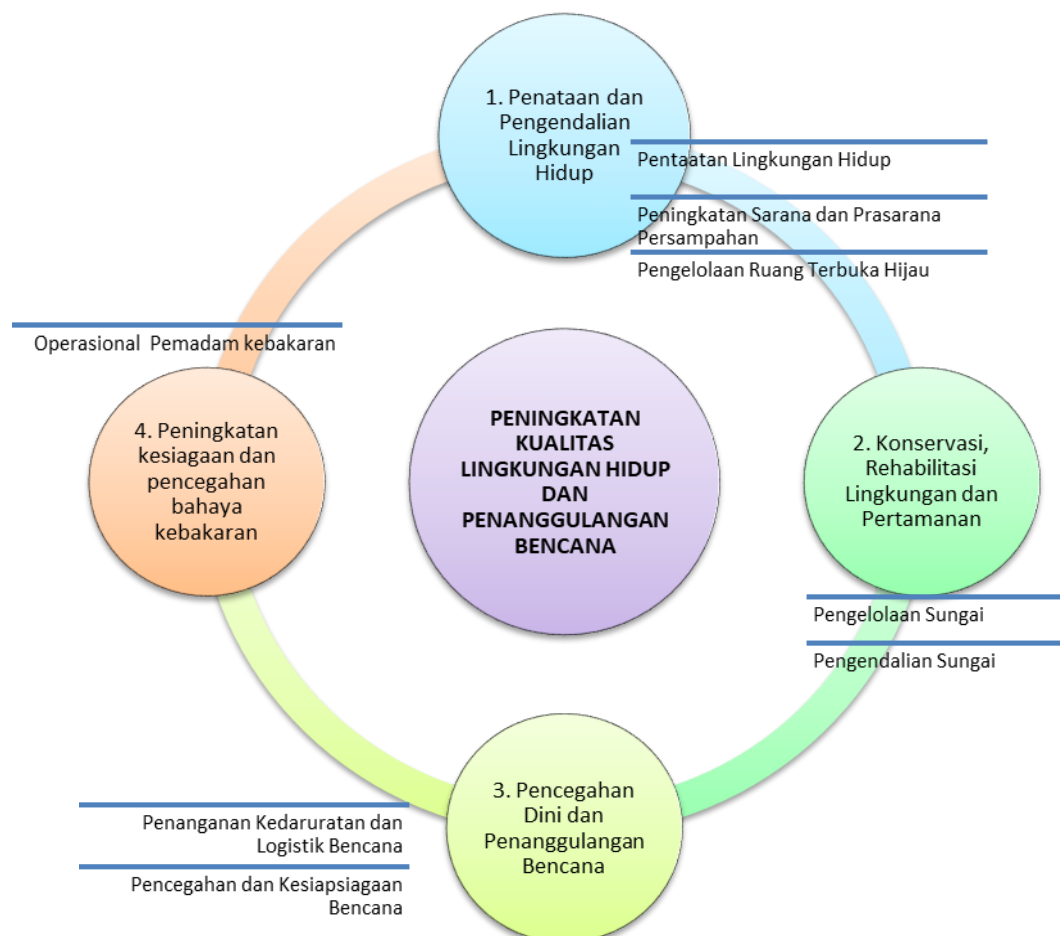 1. Penataan dan
Pengendalian
Lingkungan
Hidup
Pentaatan Lingkungan Hidup
Peningkatan Sarana dan Prasarana
Persampahan
Pengelolaan Ruang Terbuka Hijau
Operasional Pemadam kebakaran
PENINGKATAN
KUALITAS
LINGKUNGAN HIDUP
DAN
PENANGGULANGAN
BENCANA
2. Konservasi,
Rehabilitasi
Lingkungan dan
Pertamanan
Pengelolaan Sungai
Pengendalian Sungai
3. Pencegahan
Dini dan
Penanggulangan
Bencana
Penanganan Kedaruratan dan
Logistik Bencana
Pencegahan dan Kesiapsiagaan
Bencana
4. Peningkatan
kesiagaan dan
pencegahan
bahaya
kebakaran